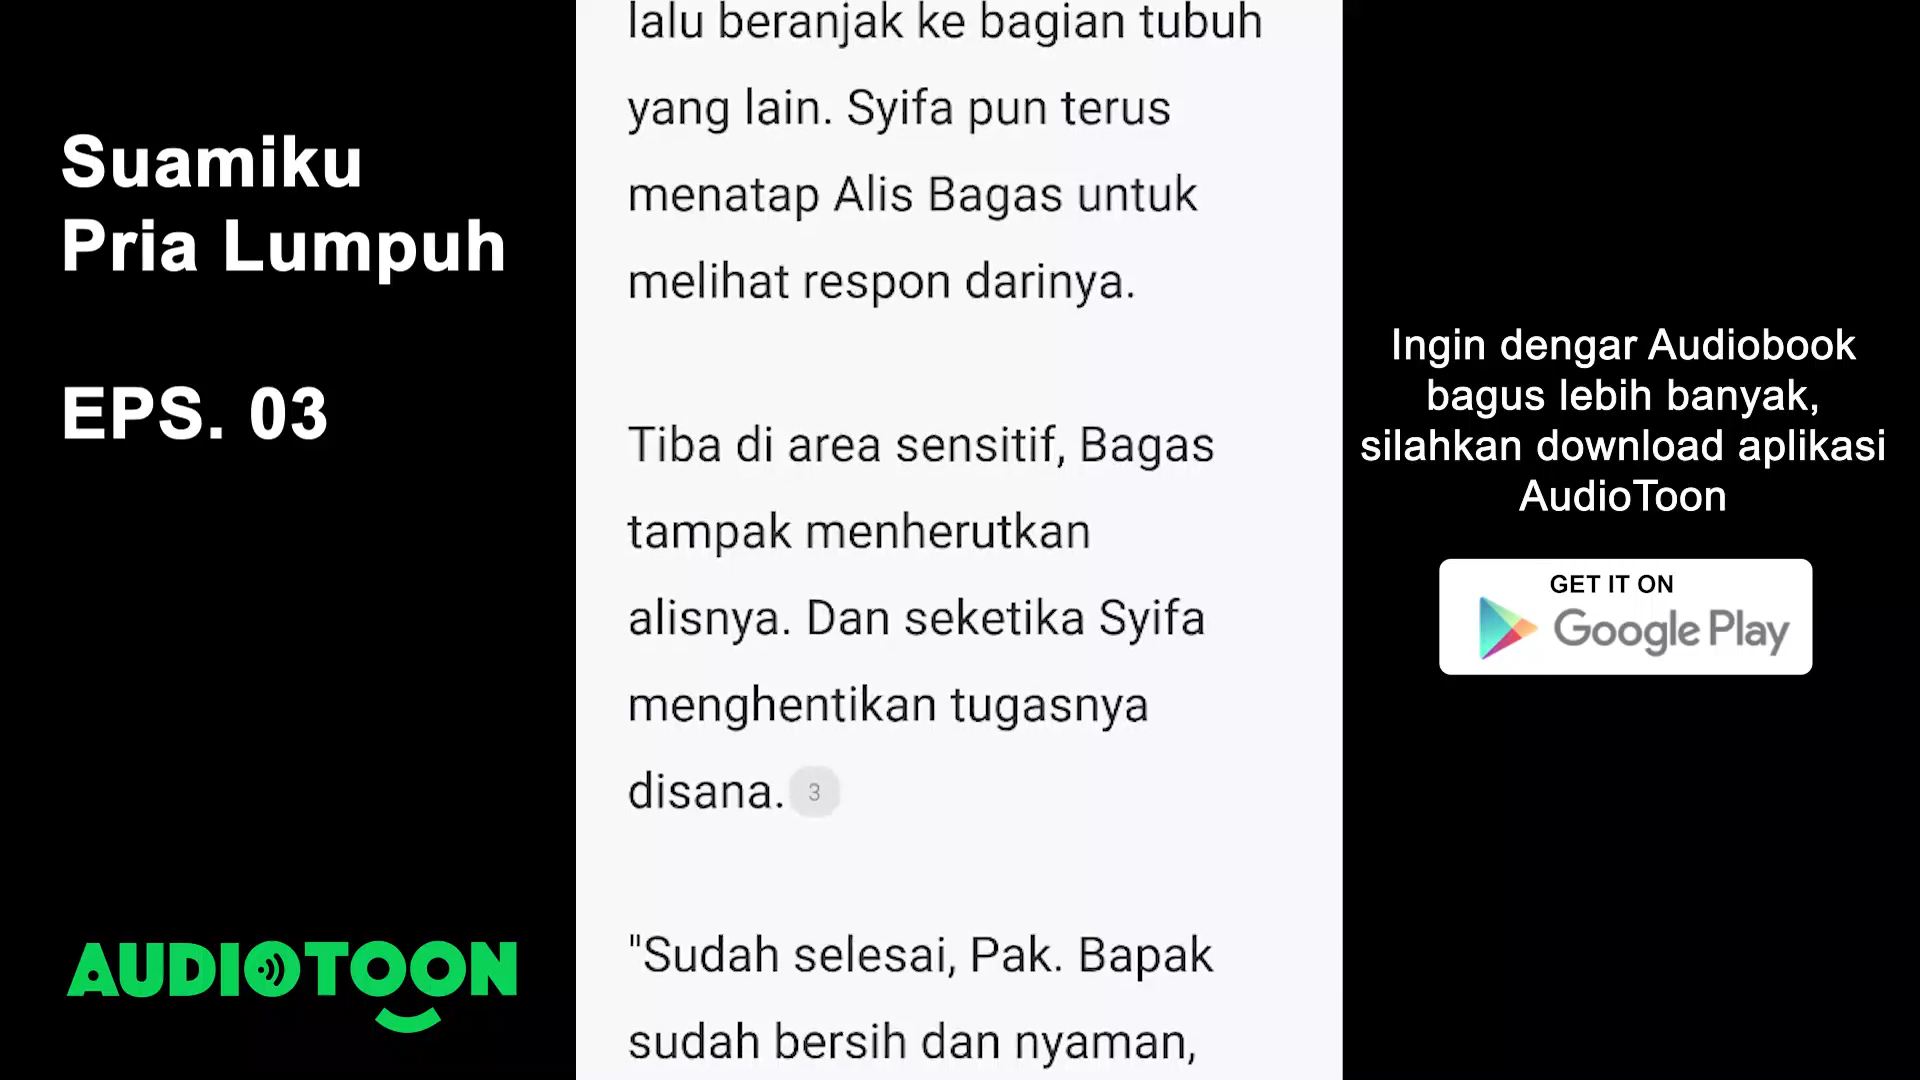 Suamiku
Pria Lumpuh
EPS. 03
AUDIOTOON
lalu beranjak ke bagian tubuh
yang lain. Syifa pun terus
menatap Alis Bagas untuk
melihat respon darinya.
Tiba di area sensitif, Bagas
tampak menherutkan
alisnya. Dan seketika Syifa
menghentikan tugasnya
disana. 3
"Sudah selesai, Pak. Bapak
sudah bersih dan nyaman,
Ingin dengar Audiobook
bagus lebih banyak,
silahkan download aplikasi
AudioToon
GET IT ON
Google Play